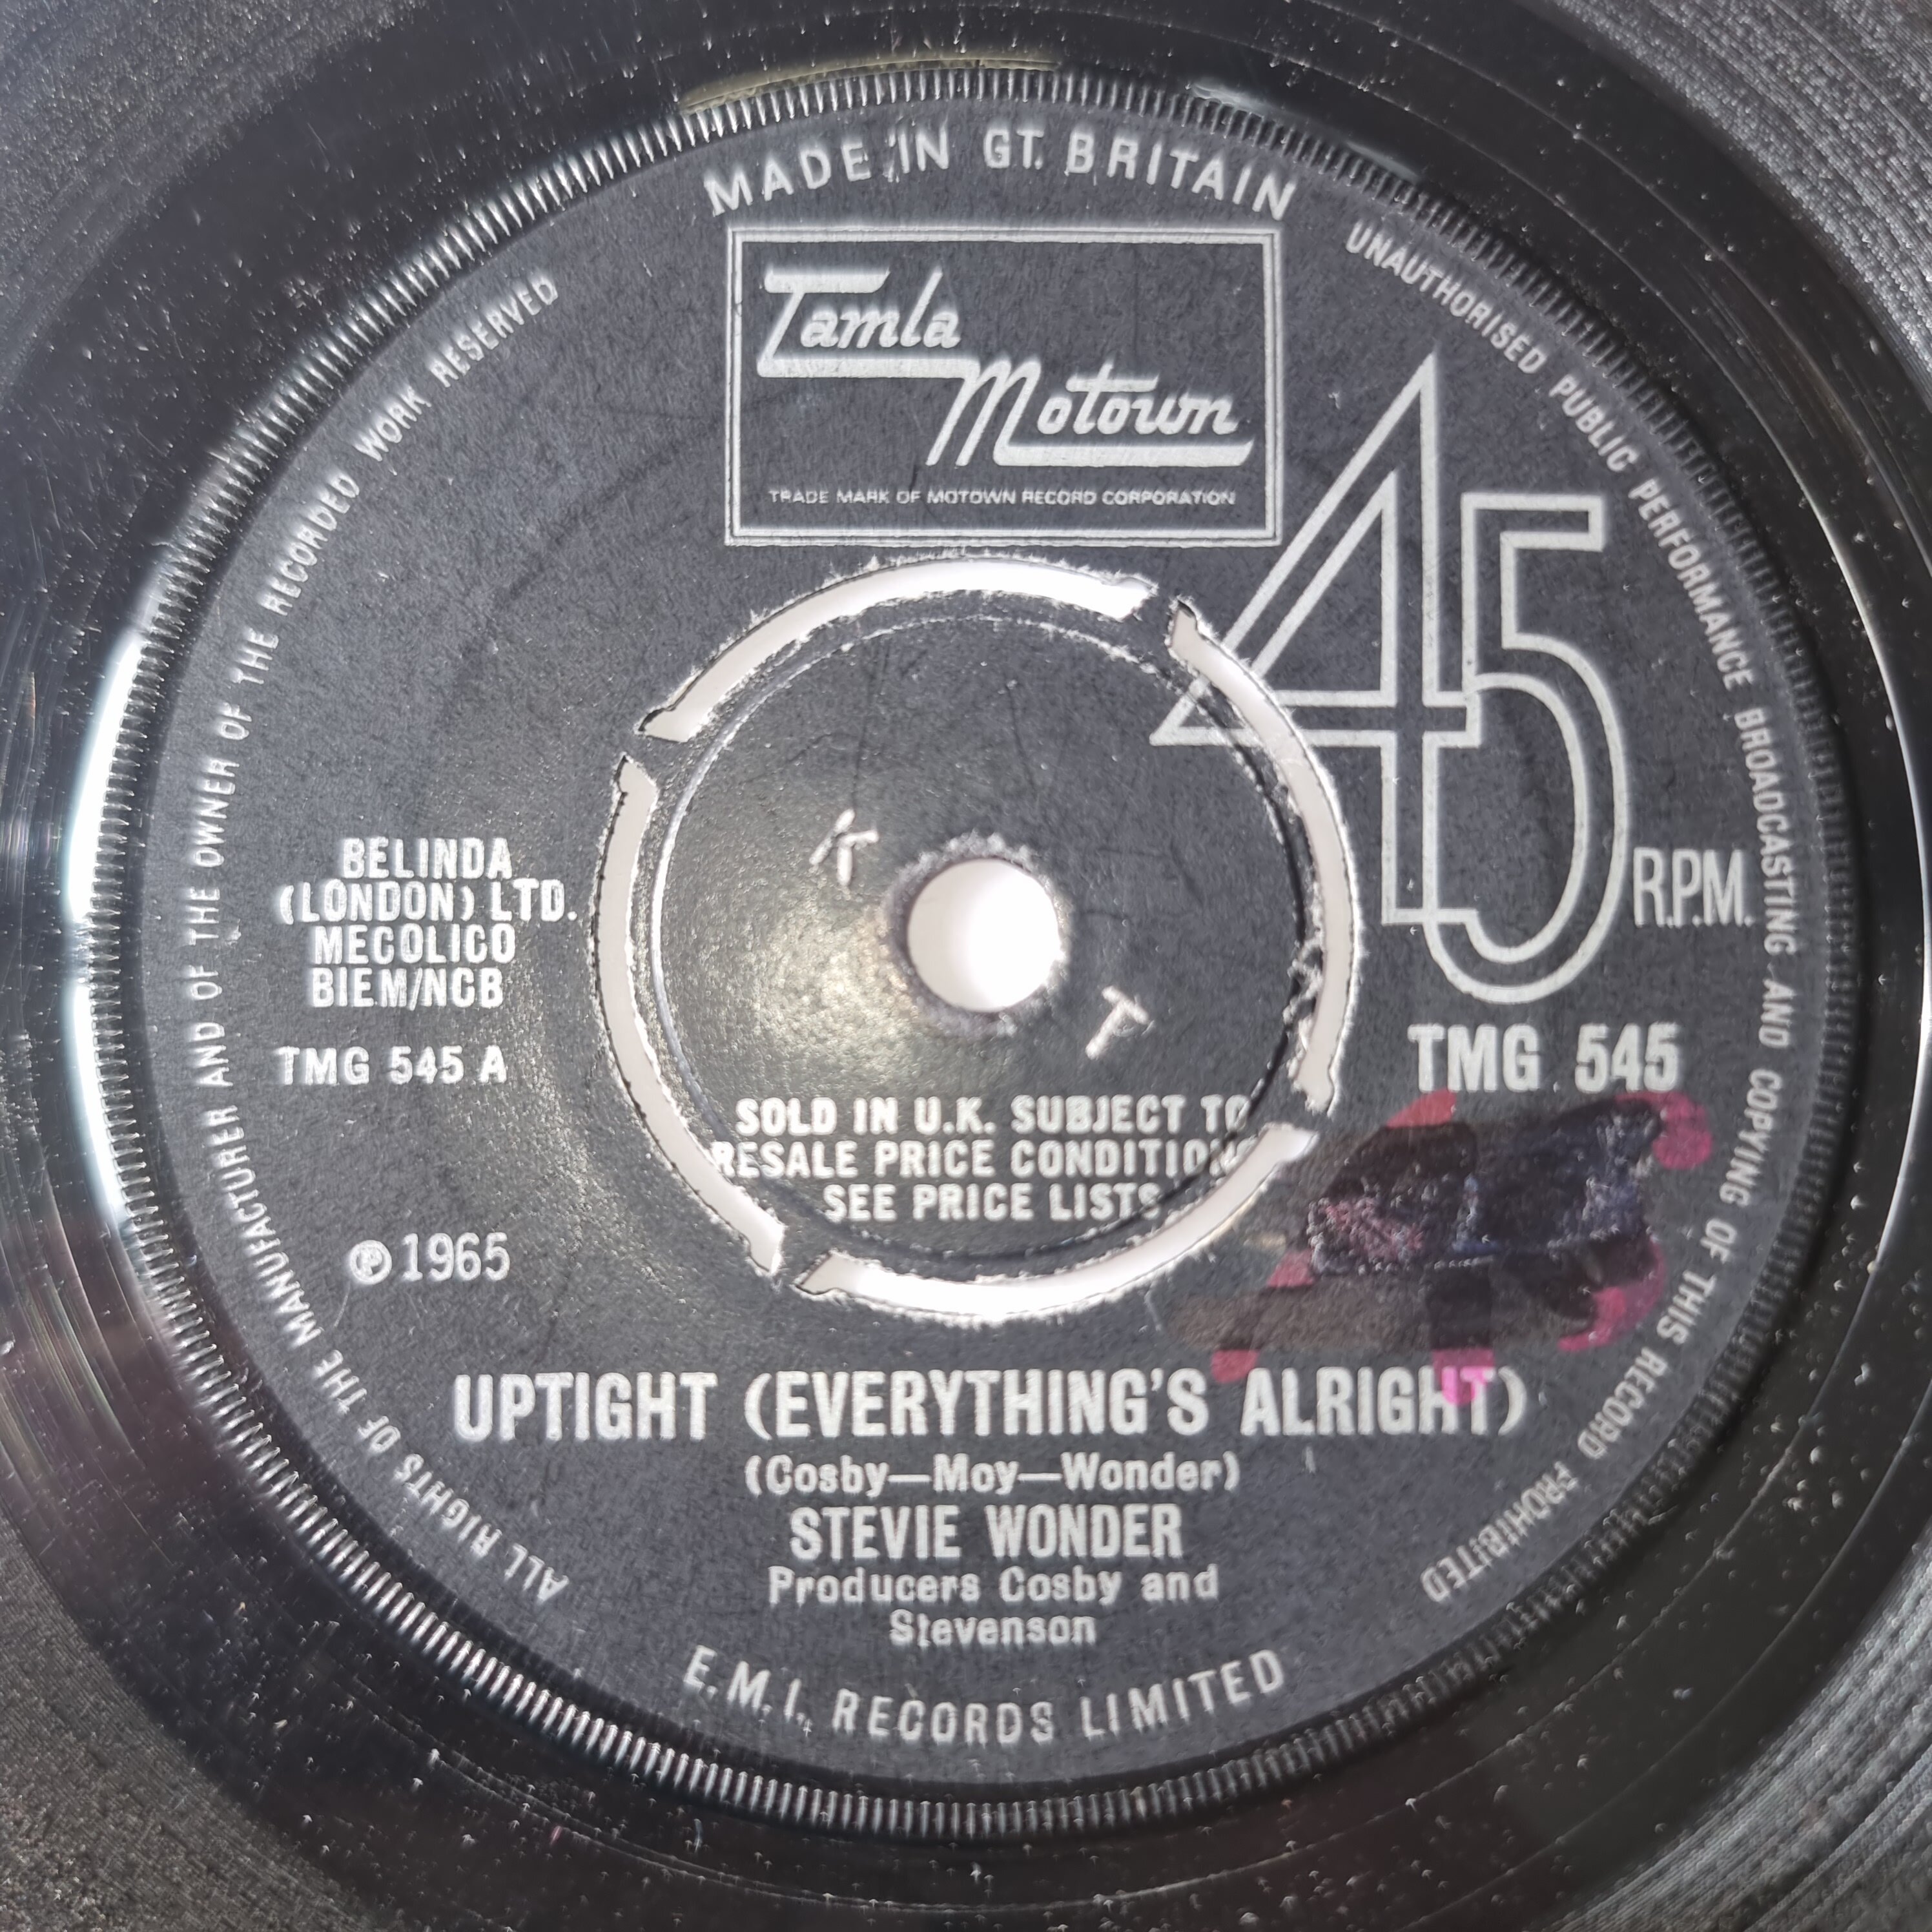 MADE IN GT. BRITAIN
UNAUTHORISED PUBLIC PERFORMANCE BROADCASTING AND COPYING OF THIS RECORD PROHIBITED
ALL RIGHTS OF THE MANUFACTURER AND OF THE OWNER OF THE RECORDED WORK RESERVED
Tamla
Motown
TRADE MARK OF MOTOWN RECORD CORPORATION
45
R.P.M.
BELINDA
(LONDON) LTD.
MECOLICO
BIEM/NCB
TMG 545 A
K
T
TMG 545
SOLD IN U.K. SUBJECT TO
RESALE PRICE CONDITIONS
SEE PRICE LISTS
℗ 1965
UPTIGHT (EVERYTHING'S ALRIGHT)
(Cosby—Moy—Wonder)
STEVIE WONDER
Producers Cosby and
Stevenson
E.M.I. RECORDS LIMITED